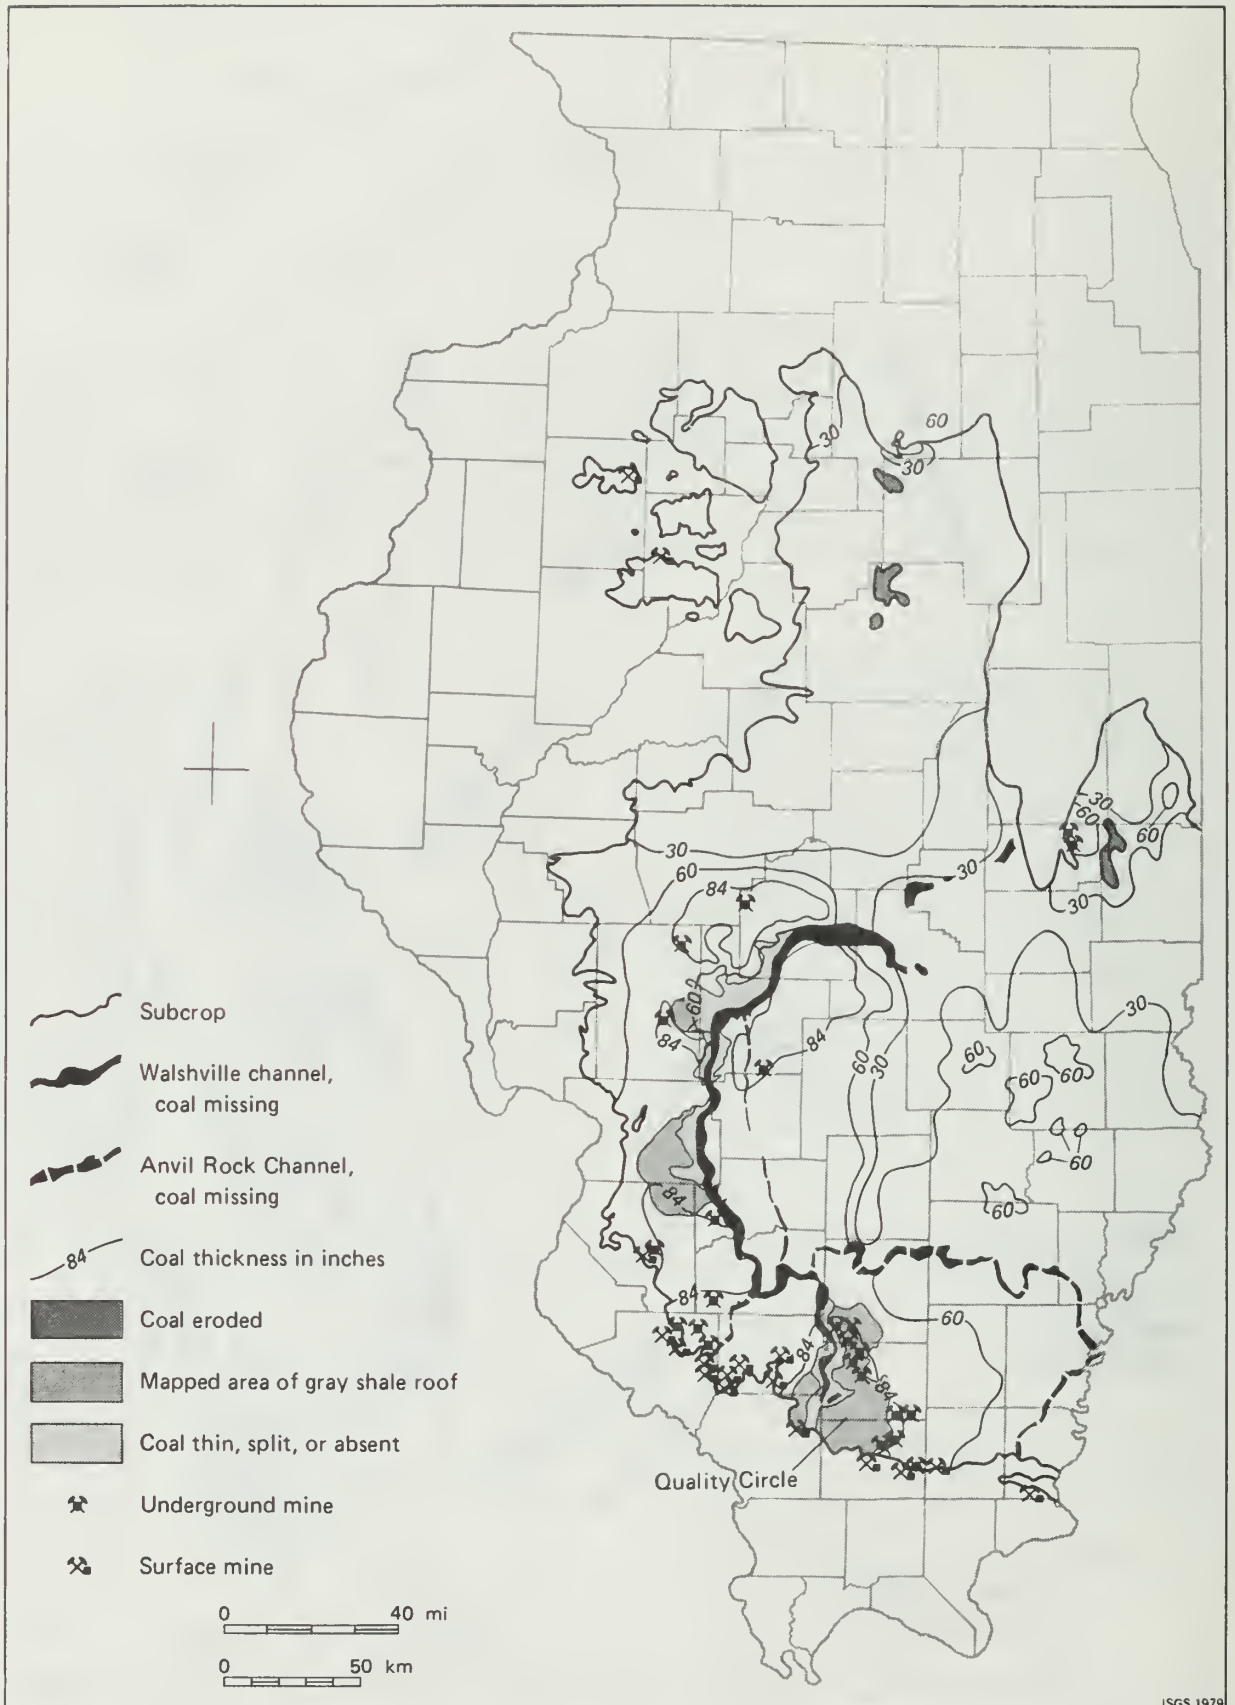 60
30
30
30
60
60
30
60
30
84
30
30
60
84
84
60
30
60
60
60
60
60
84
84
60
84
84
Quality Circle
Subcrop
Walshville channel,
coal missing
Anvil Rock Channel,
coal missing
84 Coal thickness in inches
Coal eroded
Mapped area of gray shale roof
Coal thin, split, or absent
Underground mine
Surface mine
0 40 mi
0 50 km
ISGS 1979